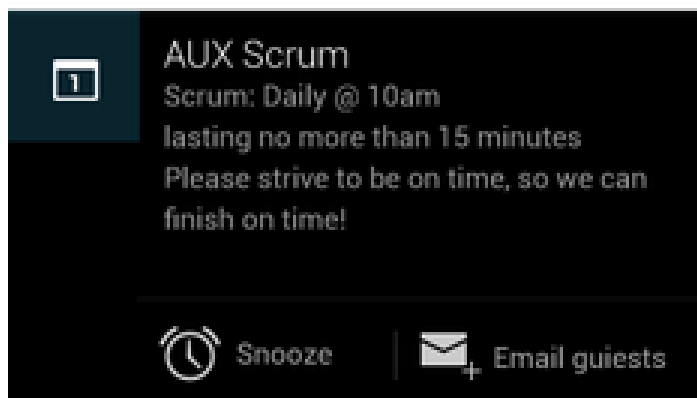 1
AUX Scrum
Scrum: Daily @ 10am
lasting no more than 15 minutes
Please strive to be on time, so we can
finish on time!
Snooze
Email guiests